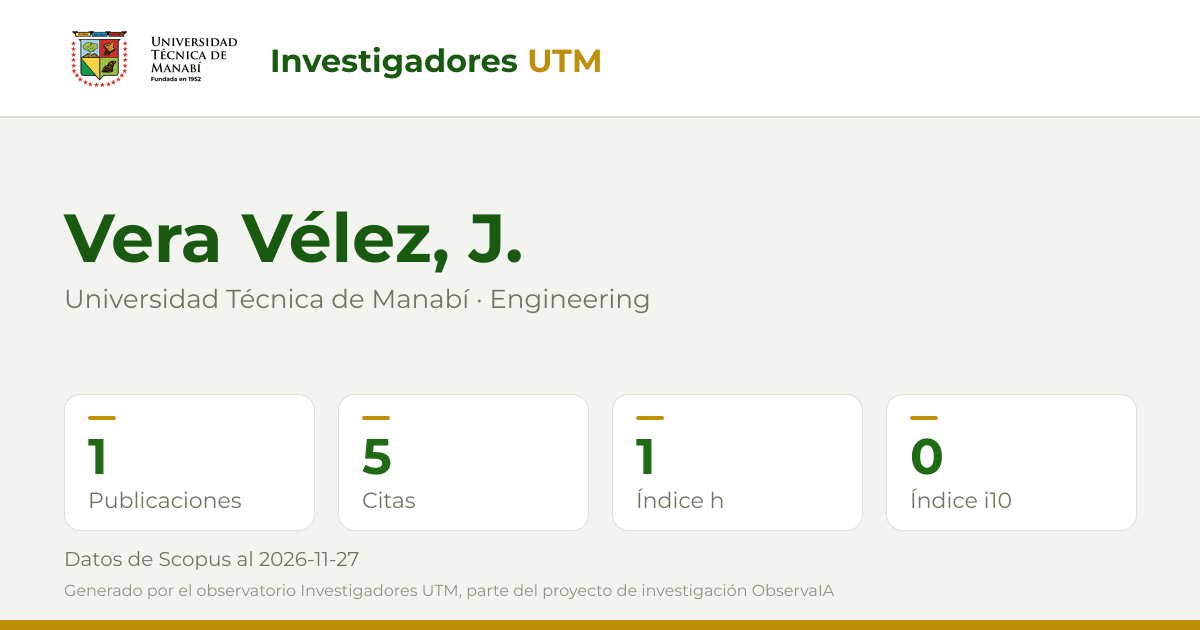 UNIVERSIDAD
TÉCNICA DE
MANABÍ
Fundada en 1952
Investigadores UTM
Vera Vélez, J.
Universidad Técnica de Manabí · Engineering
1
Publicaciones
5
Citas
1
Índice h
0
Índice i10
Datos de Scopus al 2026-11-27
Generado por el observatorio Investigadores UTM, parte del proyecto de investigación ObservaIA